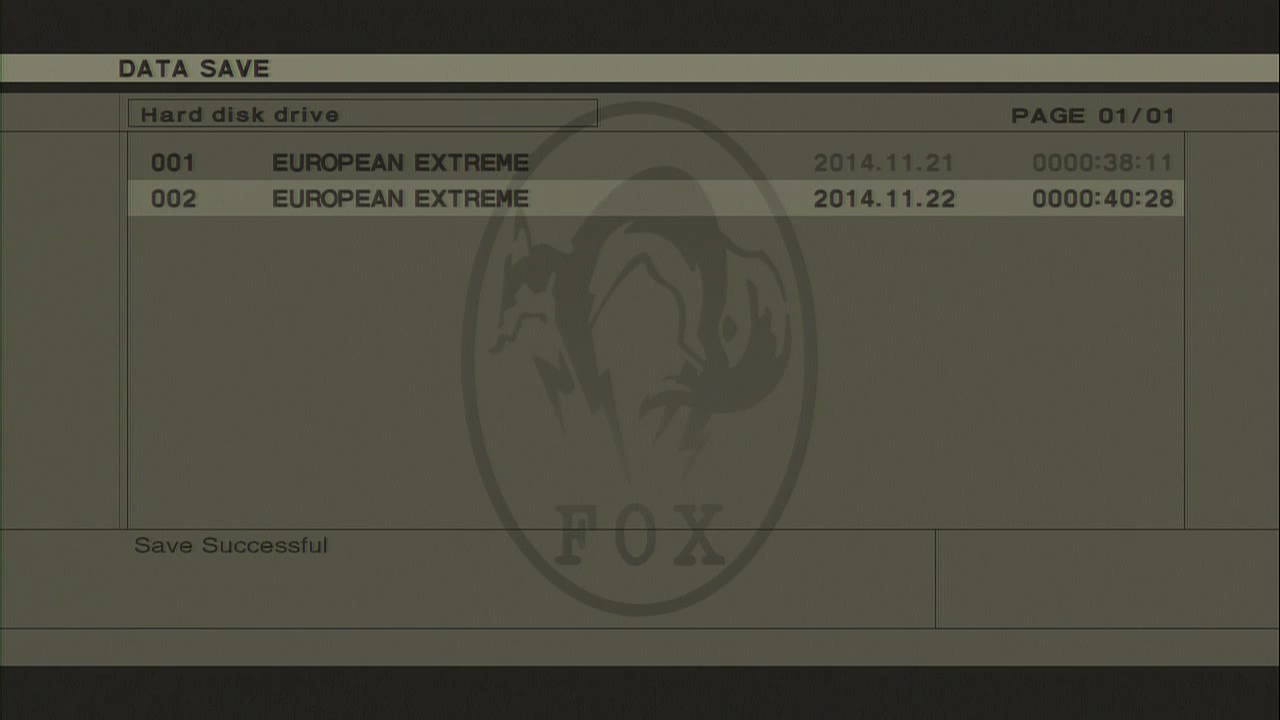 DATA SAVE
Hard disk drive PAGE 01/01
001 EUROPEAN EXTREME 2014.11.21 0000:38:11
002 EUROPEAN EXTREME 2014.11.22 0000:40:28
FOX
Save Successful